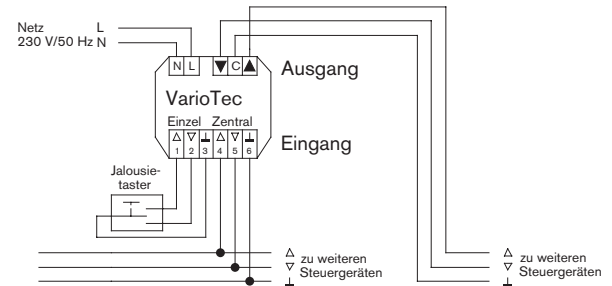 Netz L
230 V/50 Hz N
N L ▼ C ▲
Ausgang
VarioTec
Einzel Zentral
△ ▽ ⊥ △ ▽ ⊥
1 2 3 4 5 6
Eingang
Jalousie-
taster
△ zu weiteren
▽ Steuergeräten
⊥
△ zu weiteren
▽ Steuergeräten
⊥